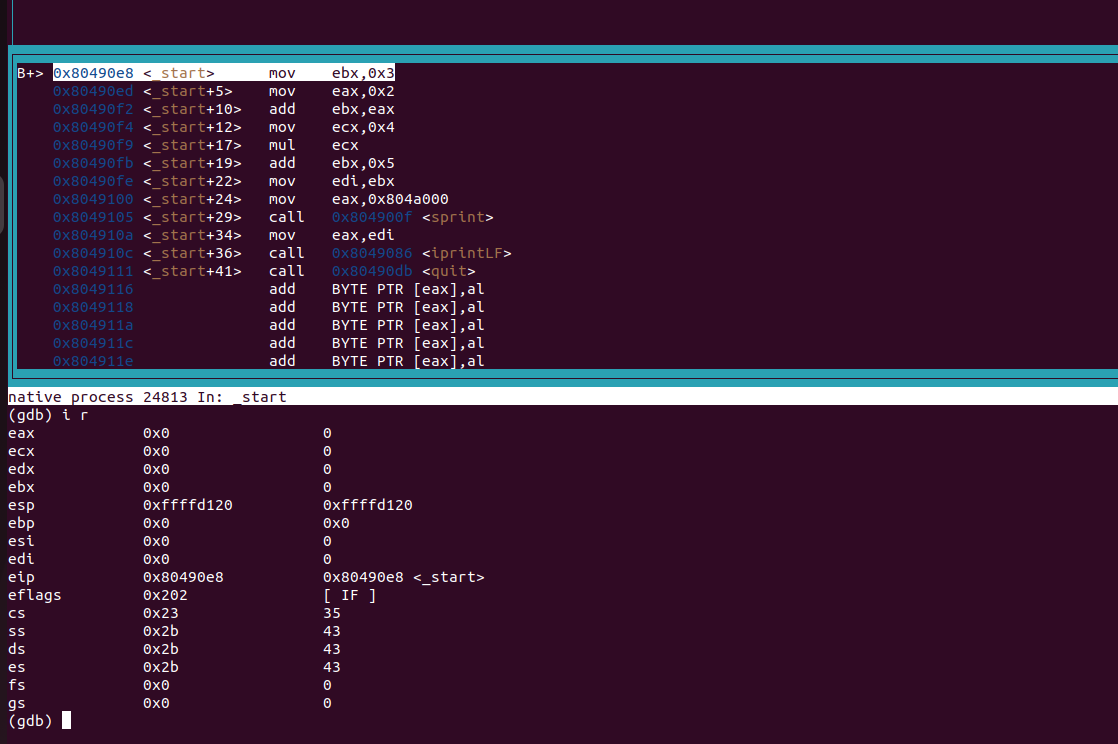 B+> 0x80490e8 <_start>      mov    ebx,0x3
    0x80490ed <_start+5>    mov    eax,0x2
    0x80490f2 <_start+10>   add    ebx,eax
    0x80490f4 <_start+12>   mov    ecx,0x4
    0x80490f9 <_start+17>   mul    ecx
    0x80490fb <_start+19>   add    ebx,0x5
    0x80490fe <_start+22>   mov    edi,ebx
    0x8049100 <_start+24>   mov    eax,0x804a000
    0x8049105 <_start+29>   call   0x804900f <sprint>
    0x804910a <_start+34>   mov    eax,edi
    0x804910c <_start+36>   call   0x8049086 <iprintLF>
    0x8049111 <_start+41>   call   0x80490db <quit>
    0x8049116               add    BYTE PTR [eax],al
    0x8049118               add    BYTE PTR [eax],al
    0x804911a               add    BYTE PTR [eax],al
    0x804911c               add    BYTE PTR [eax],al
    0x804911e               add    BYTE PTR [eax],al
native process 24813 In: _start
(gdb) i r
eax            0x0                 0
ecx            0x0                 0
edx            0x0                 0
ebx            0x0                 0
esp            0xffffd120          0xffffd120
ebp            0x0                 0x0
esi            0x0                 0
edi            0x0                 0
eip            0x80490e8           0x80490e8 <_start>
eflags         0x202               [ IF ]
cs             0x23                35
ss             0x2b                43
ds             0x2b                43
es             0x2b                43
fs             0x0                 0
gs             0x0                 0
(gdb)